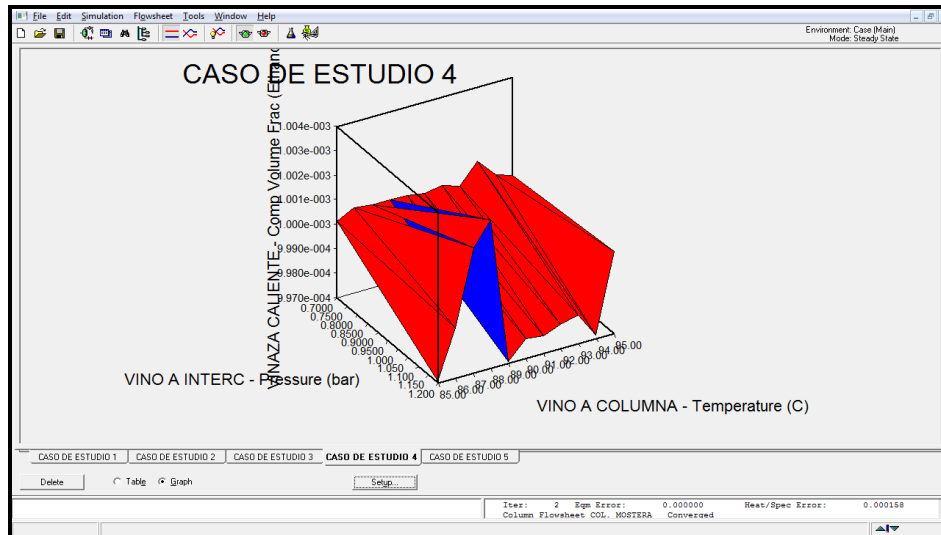 File Edit Simulation Flowsheet Tools Window Help
Environment: Case (Main)
Mode: Steady State
CASO DE ESTUDIO 4
VINAZA CALIENTE - Comp Volume Frac (Ethano
1.004e-003
1.003e-003
1.002e-003
1.001e-003
1.000e-003
9.990e-004
9.980e-004
9.970e-004
0.7000
0.7500
0.8000
0.8500
0.9000
0.9500
1.000
1.050
1.100
1.150
1.200
85.00
86.00
87.00
88.00
89.00
90.00
91.00
92.00
93.00
94.00
95.00
VINO A INTERC - Pressure (bar)
VINO A COLUMNA - Temperature (C)
CASO DE ESTUDIO 1 CASO DE ESTUDIO 2 CASO DE ESTUDIO 3 CASO DE ESTUDIO 4 CASO DE ESTUDIO 5
Delete Table Graph Setup...
Iter: 2 Eqm Error: 0.000000 Heat/Spec Error: 0.000158
Column Flowsheet COL. MOSTERA Converged